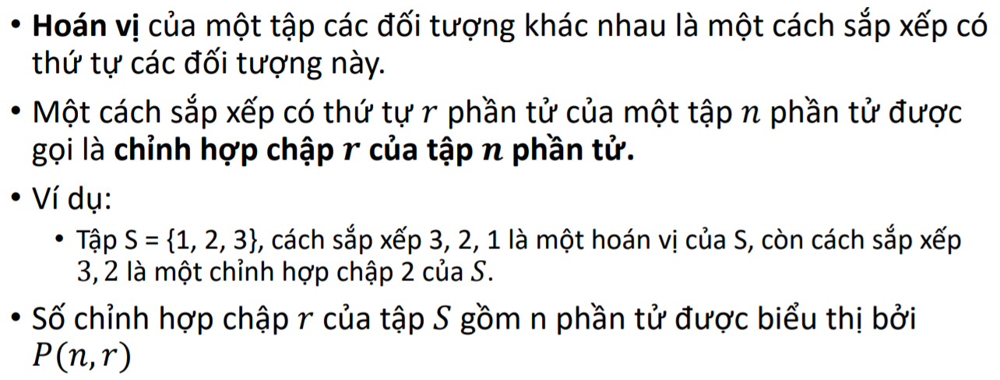 • Hoán vị của một tập các đối tượng khác nhau là một cách sắp xếp có
thứ tự các đối tượng này.
• Một cách sắp xếp có thứ tự r phần tử của một tập n phần tử được
gọi là chỉnh hợp chập r của tập n phần tử.
• Ví dụ:
• Tập S = {1, 2, 3}, cách sắp xếp 3, 2, 1 là một hoán vị của S, còn cách sắp xếp
3, 2 là một chỉnh hợp chập 2 của S.
• Số chỉnh hợp chập r của tập S gồm n phần tử được biểu thị bởi
P(n, r)